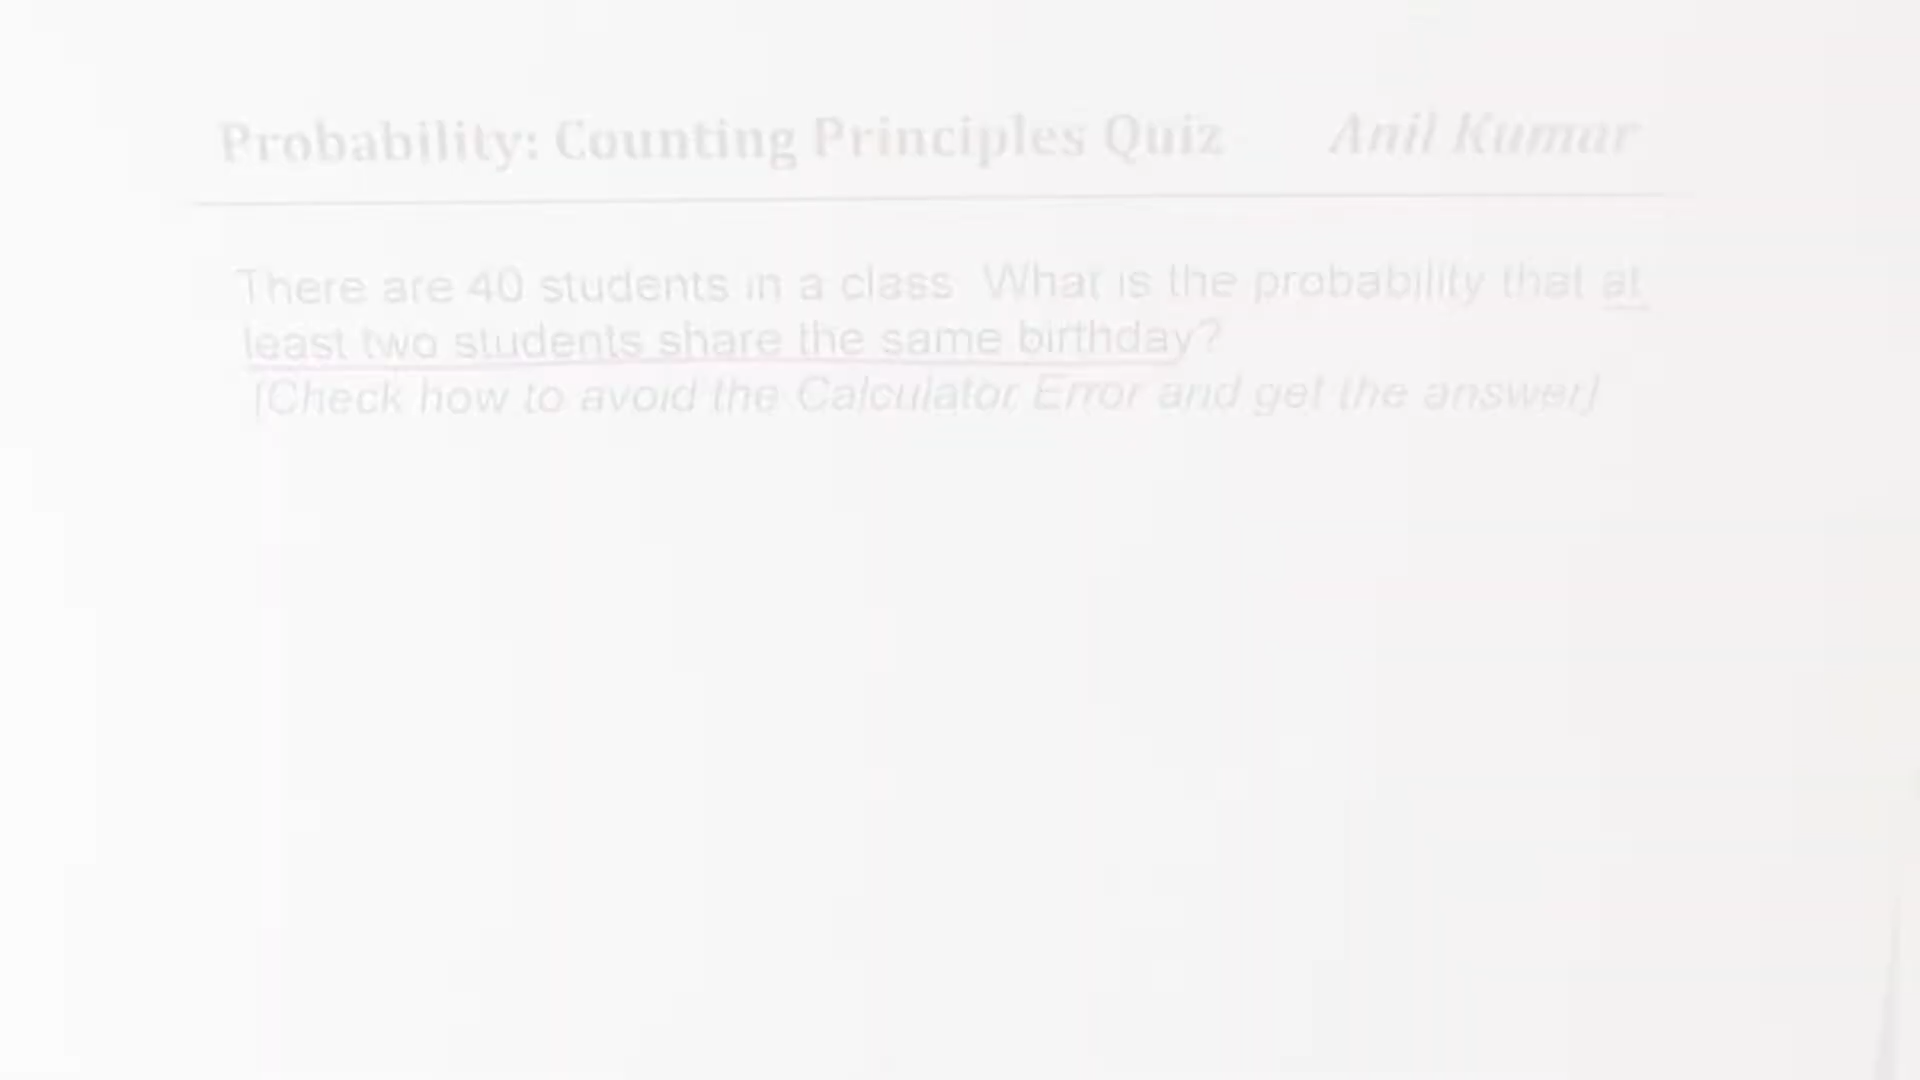 Probability: Counting Principles Quiz Anil Kumar
There are 40 students in a class. What is the probability that at
least two students share the same birthday?
[Check how to avoid the Calculator Error and get the answer]